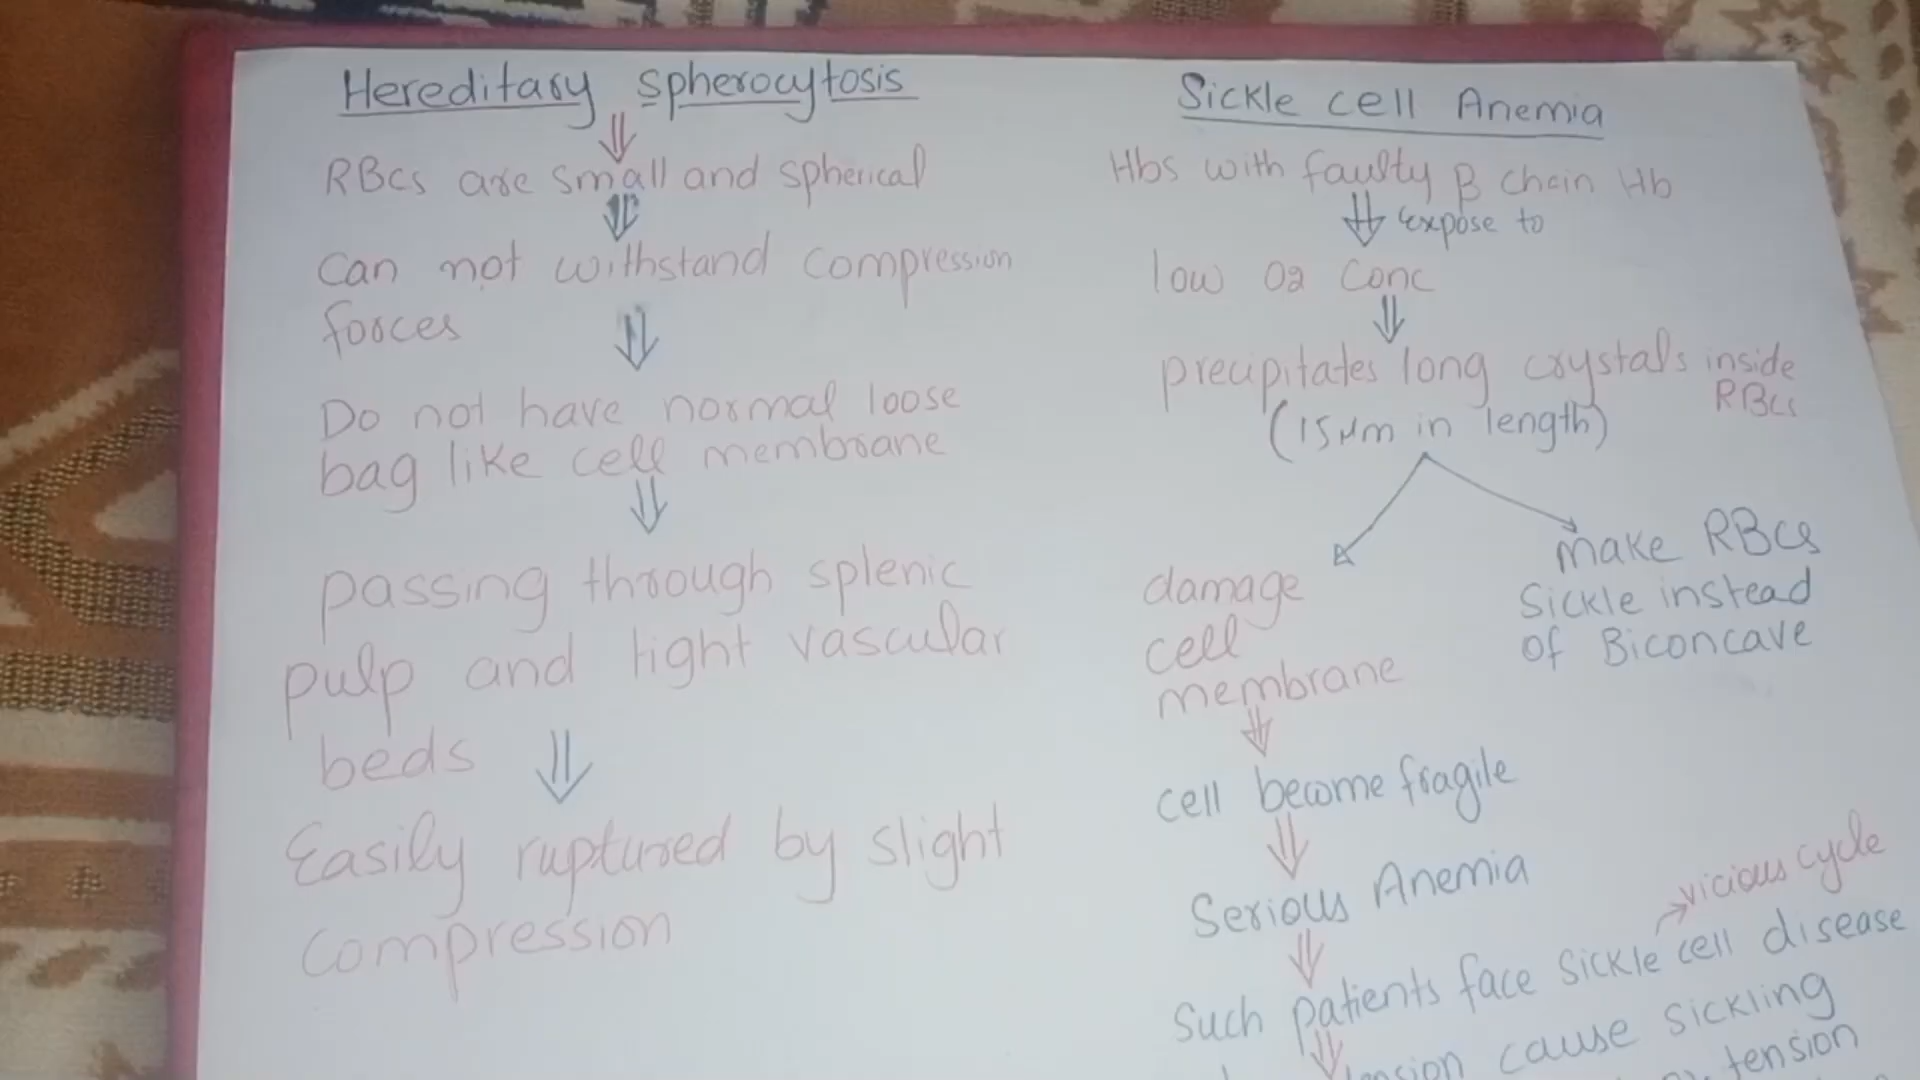 Hereditary Spherocytosis
RBCs are small and spherical
Can not withstand compression
forces
Do not have normal loose
bag like cell membrane
passing through splenic
pulp and tight vascular
beds
Easily ruptured by slight
compression
Sickle cell Anemia
Hbs with faulty β chain Hb
expose to
low O2 Conc
precipitates long crystals inside
RBCs
(15 μm in length)
damage
cell
membrane
make RBCs
Sickle instead
of Biconcave
cell become fragile
Serious Anemia
vicious cycle
Such patients face sickle cell disease
cause sickling
tension